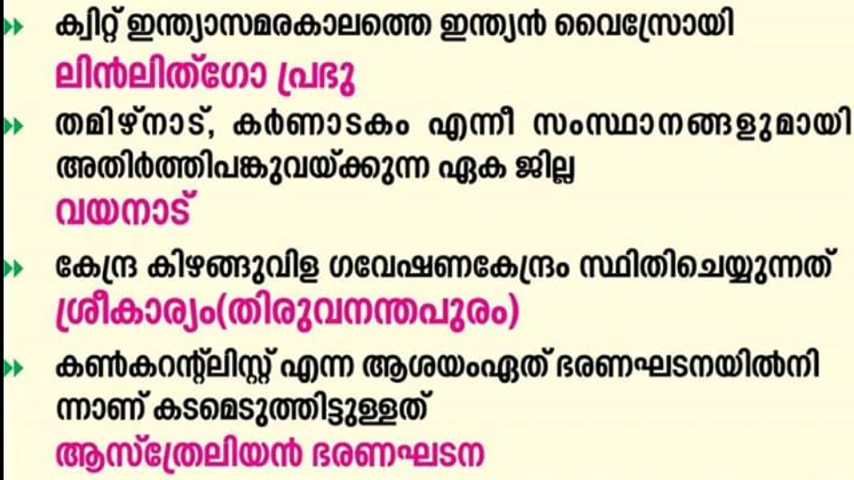 ക്വിറ്റ് ഇന്ത്യാസമരകാലത്തെ ഇന്ത്യൻ വൈസ്രോയി
ലിൻലിത്ഗോ പ്രഭു
തമിഴ്നാട്, കർണാടകം എന്നീ സംസ്ഥാനങ്ങളുമായി
അതിർത്തിപങ്കുവയ്ക്കുന്ന ഏക ജില്ല
വയനാട്
കേന്ദ്ര കിഴങ്ങുവിള ഗവേഷണകേന്ദ്രം സ്ഥിതിചെയ്യുന്നത്
ശ്രീകാര്യം(തിരുവനന്തപുരം)
കൺകറന്റ്ലിസ്റ്റ് എന്ന ആശയംഏത് ഭരണഘടനയിൽനി
ന്നാണ് കടമെടുത്തിട്ടുള്ളത്
ആസ്ത്രേലിയൻ ഭരണഘടന